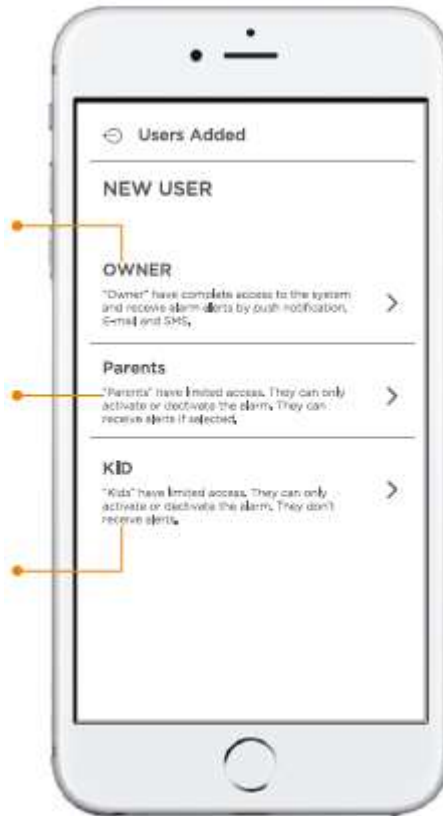 Users Added
NEW USER
OWNER
"Owner" have complete access to the system
and receive alarm alerts by push notification,
E-mail and SMS.
Parents
"Parents" have limited access. They can only
activate or dectivate the alarm. They can
receive alerts if selected.
KID
"Kids" have limited access. They can only
activate or dectivate the alarm. They don't
receive alerts.